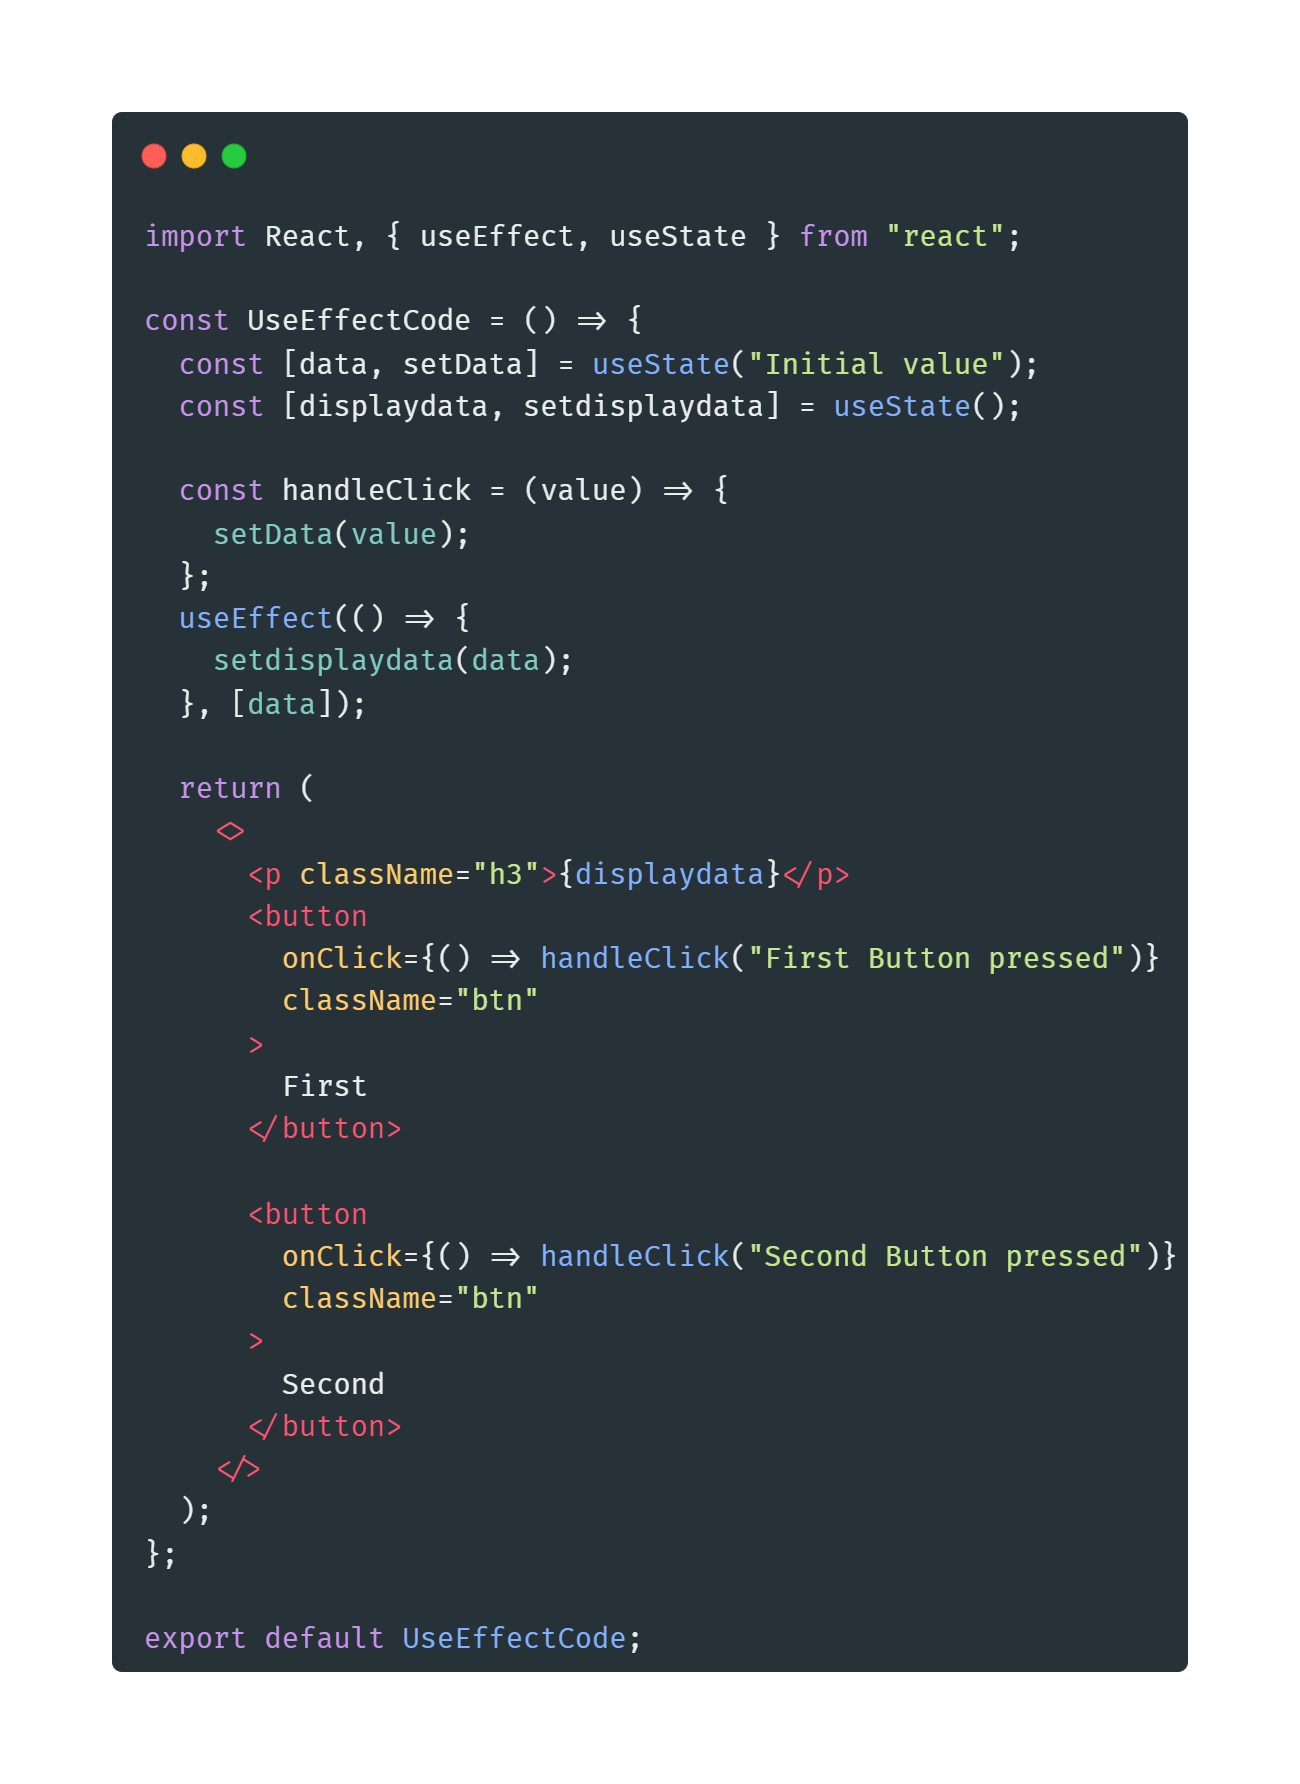 import React, { useEffect, useState } from "react";

const UseEffectCode = () => {
  const [data, setData] = useState("Initial value");
  const [displaydata, setdisplaydata] = useState();

  const handleClick = (value) => {
    setData(value);
  };
  useEffect(() => {
    setdisplaydata(data);
  }, [data]);

  return (
    <>
      <p className="h3">{displaydata}</p>
      <button
        onClick={() => handleClick("First Button pressed")}
        className="btn"
      >
        First
      </button>

      <button
        onClick={() => handleClick("Second Button pressed")}
        className="btn"
      >
        Second
      </button>
    </>
  );
};

export default UseEffectCode;